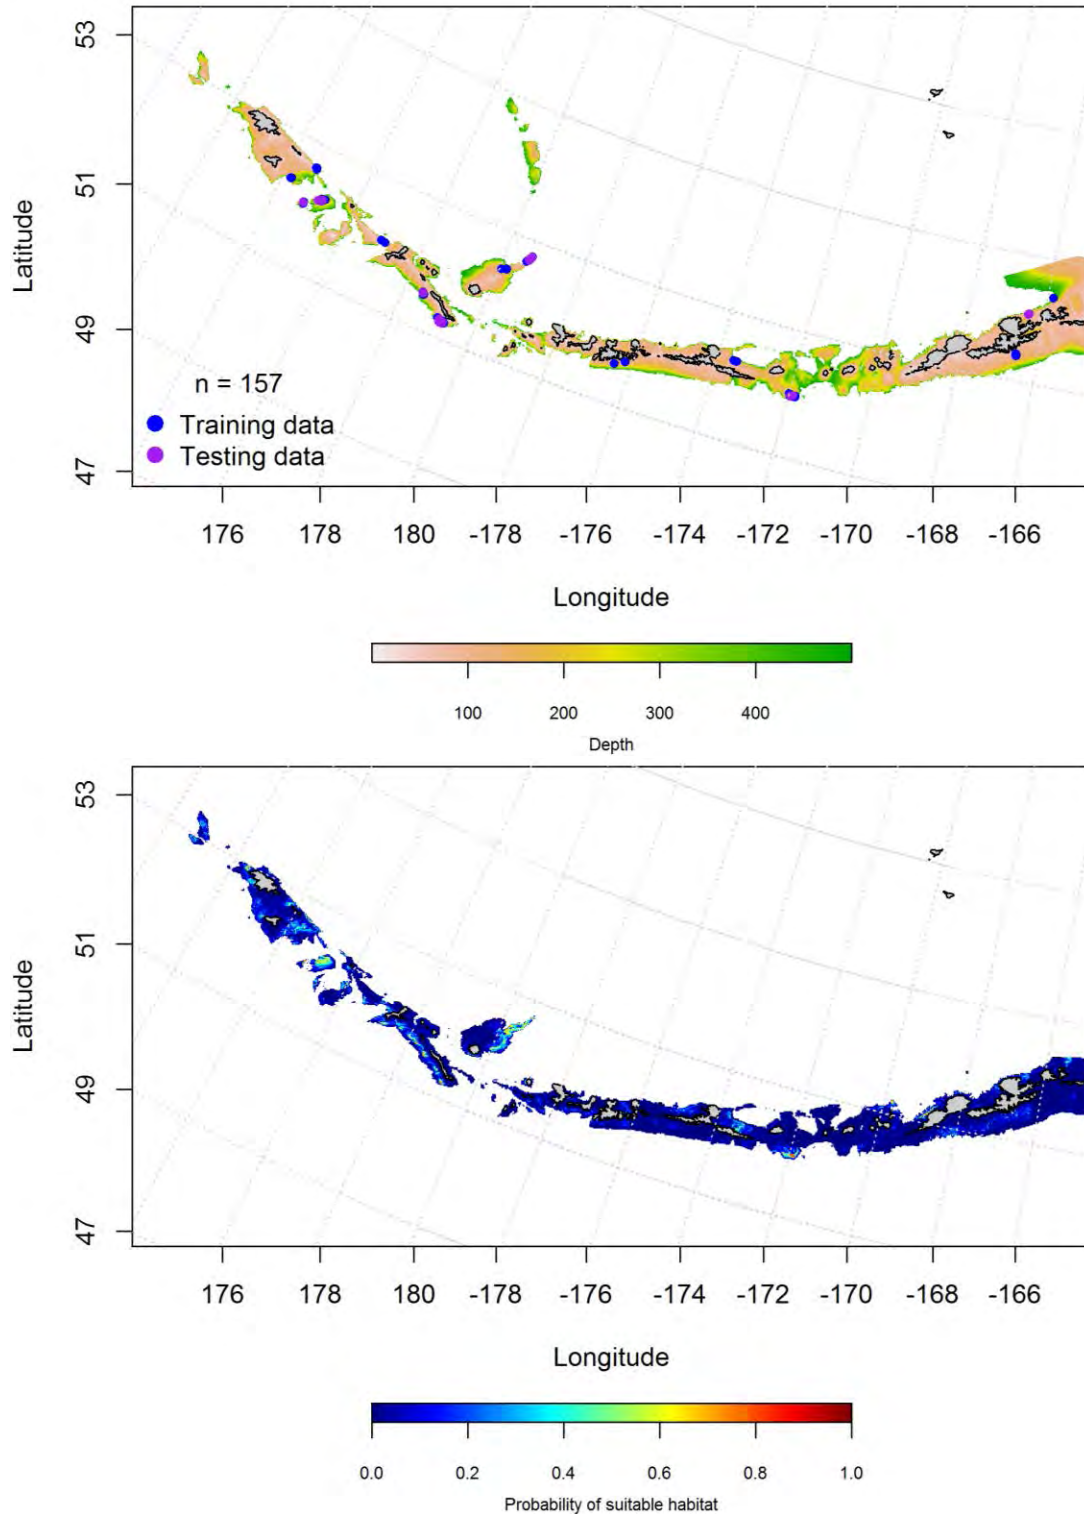 53
51
49
47
Latitude
n = 157
Training data
Testing data
176 178 180 -178 -176 -174 -172 -170 -168 -166
Longitude
100 200 300 400
Depth
53
51
49
47
Latitude
176 178 180 -178 -176 -174 -172 -170 -168 -166
Longitude
0.0 0.2 0.4 0.6 0.8 1.0
Probability of suitable habitat